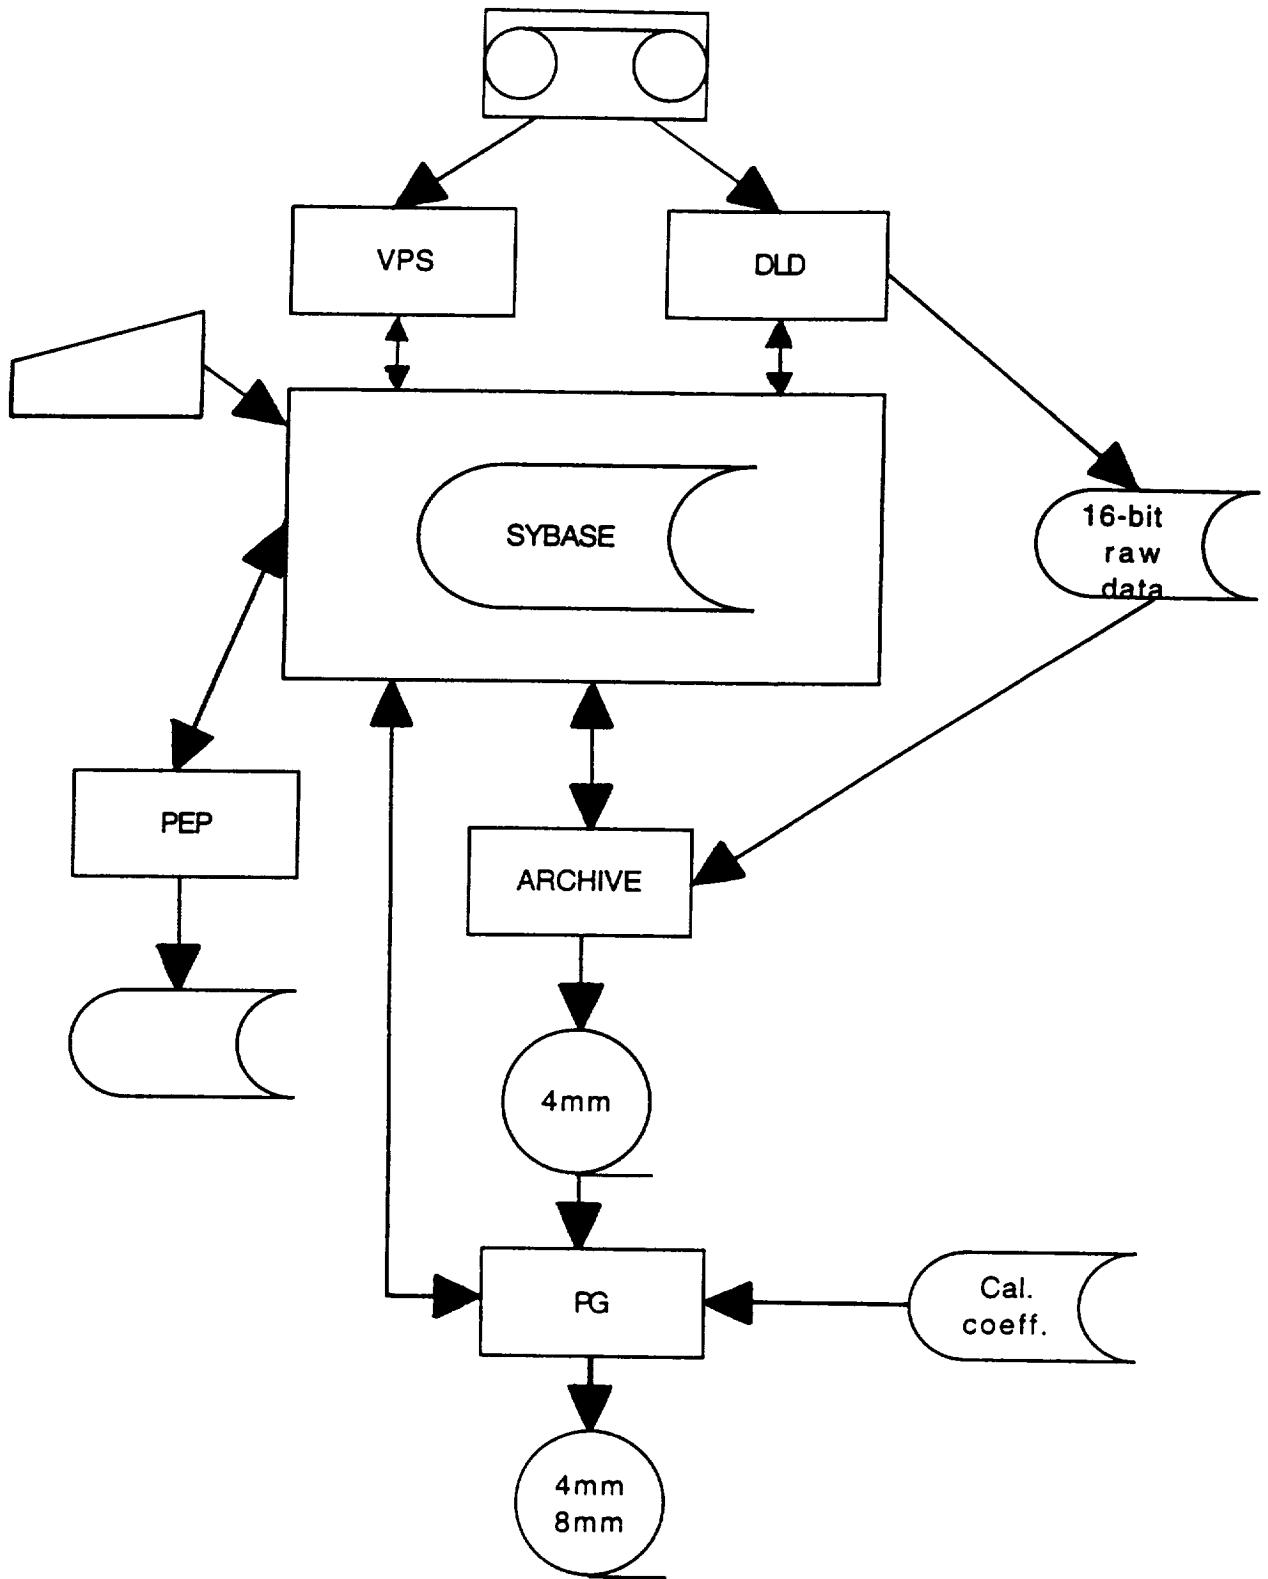 VPS
DLD
SYBASE
16-bit
raw
data
PEP
ARCHIVE
4mm
PG
Cal.
coeff.
4mm
8mm